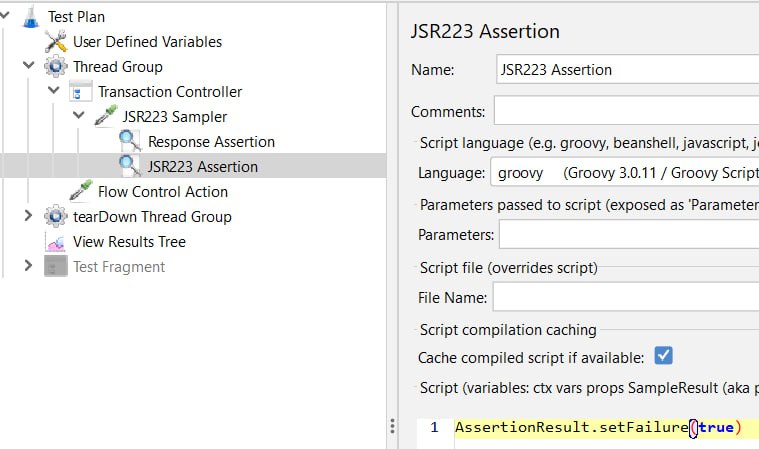 Test Plan
User Defined Variables
Thread Group
Transaction Controller
JSR223 Sampler
Response Assertion
JSR223 Assertion
Flow Control Action
tearDown Thread Group
View Results Tree
Test Fragment
JSR223 Assertion
Name: JSR223 Assertion
Comments:
Script language (e.g. groovy, beanshell, javascript, je
Language: groovy (Groovy 3.0.11 / Groovy Script
Parameters passed to script (exposed as 'Parameter
Parameters:
Script file (overrides script)
File Name:
Script compilation caching
Cache compiled script if available:
Script (variables: ctx vars props SampleResult (aka p
1 AssertionResult.setFailure(true)